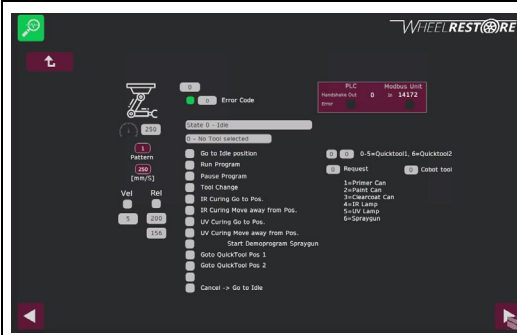 WHEELRESTORE
PLC Modbus Unit
Handshake Out 0 In 14172
Error
0
0 Error Code
250
State 0 - Idle
0 - No Tool selected
1
Pattern
250
[mm/S]
Vel Rel
5 200
156
Go to Idle position
Run Program
Pause Program
Tool Change
IR Curing Go to Pos.
IR Curing Move away from Pos.
UV Curing Go to Pos.
UV Curing Move away from Pos.
Start Demoprogram Spraygun
Goto QuickTool Pos 1
Goto QuickTool Pos 2
Cancel -> Go to Idle
0 0 0-5=Quicktool1, 6=Quicktool2
0 Request 0 Cobot tool
1=Primer Can
2=Paint Can
3=Clearcoat Can
4=IR Lamp
5=UV Lamp
6=Spraygun